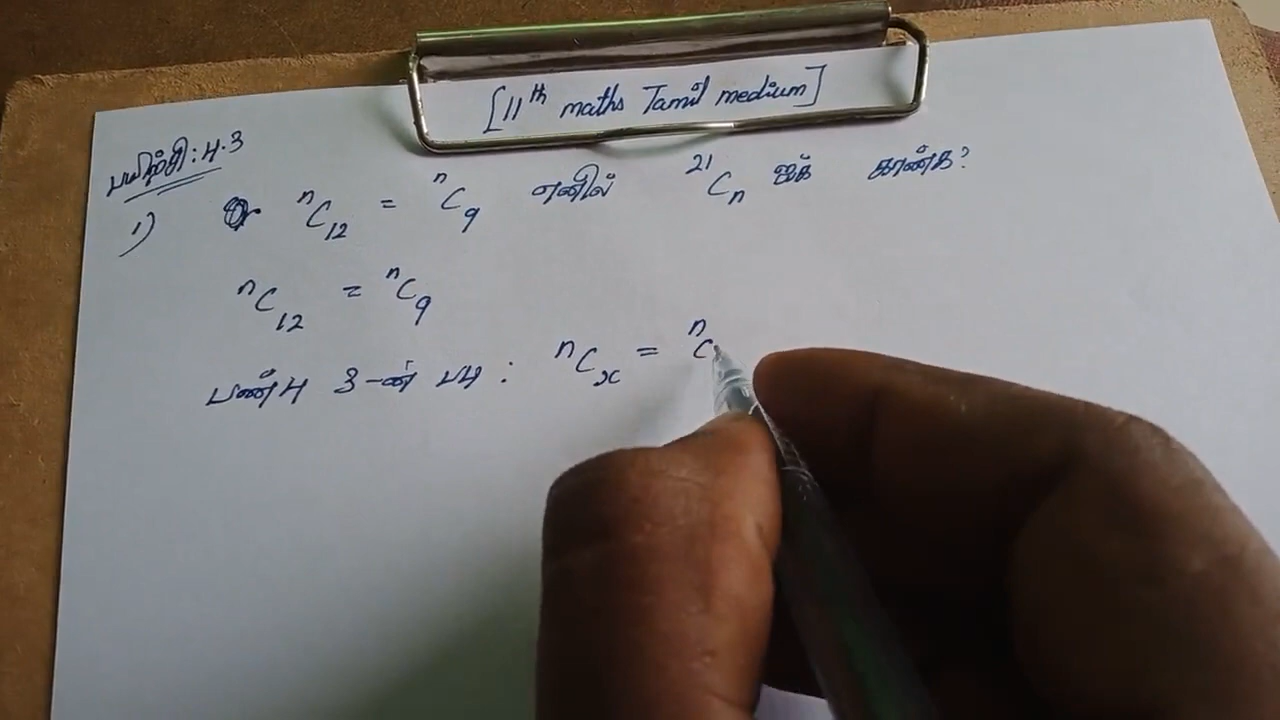 [11th maths Tamil medium]
பயிற்சி: 4.3
1) ⁿC₁₂ = ⁿC₉ எனில் ²¹Cₙ ஐக் காண்க?
ⁿC₁₂ = ⁿC₉
பண்பு 3-ன் படி : ⁿCₓ = ⁿC